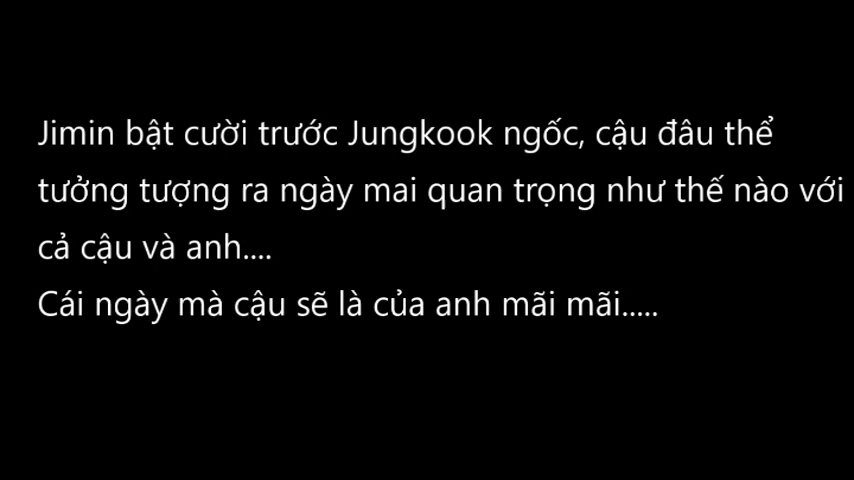 Jimin bật cười trước Jungkook ngốc, cậu đâu thể
tưởng tượng ra ngày mai quan trọng như thế nào với
cả cậu và anh....
Cái ngày mà cậu sẽ là của anh mãi mãi.....